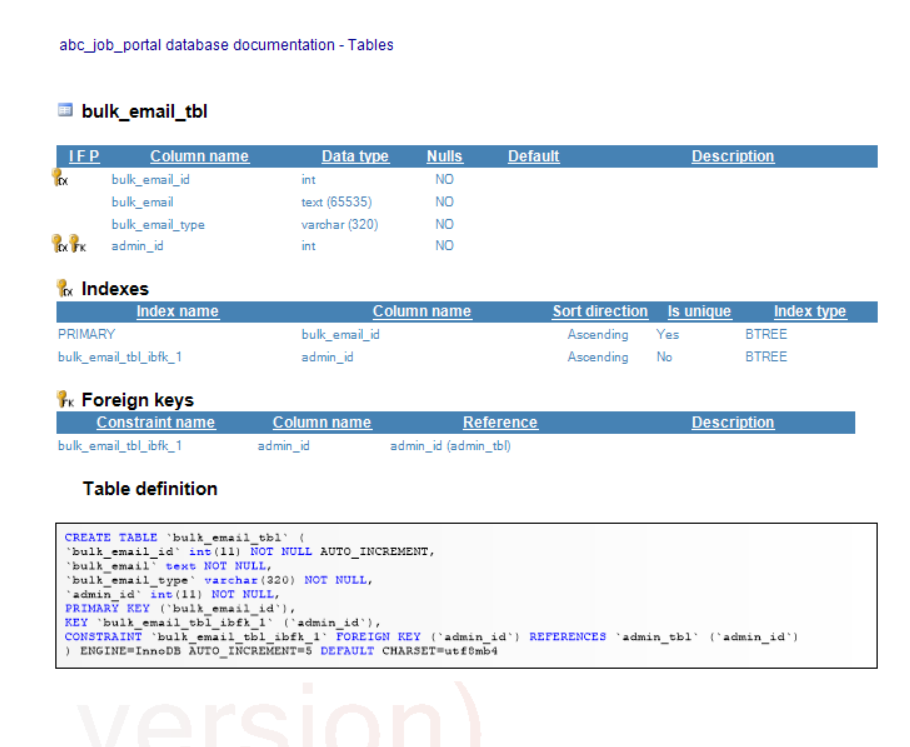 abc_job_portal database documentation - Tables
bulk_email_tbl
I F P Column name Data type Nulls Default Description
EX bulk_email_id int NO
bulk_email text (65535) NO
bulk_email_type varchar (320) NO
EX FK admin_id int NO
EX Indexes
Index name Column name Sort direction Is unique Index type
PRIMARY bulk_email_id Ascending Yes BTREE
bulk_email_tbl_ibfk_1 admin_id Ascending No BTREE
FK Foreign keys
Constraint name Column name Reference Description
bulk_email_tbl_ibfk_1 admin_id admin_id (admin_tbl)
Table definition
CREATE TABLE `bulk_email_tbl` (
`bulk_email_id` int(11) NOT NULL AUTO_INCREMENT,
`bulk_email` text NOT NULL,
`bulk_email_type` varchar(320) NOT NULL,
`admin_id` int(11) NOT NULL,
PRIMARY KEY (`bulk_email_id`),
KEY `bulk_email_tbl_ibfk_1` (`admin_id`),
CONSTRAINT `bulk_email_tbl_ibfk_1` FOREIGN KEY (`admin_id`) REFERENCES `admin_tbl` (`admin_id`)
) ENGINE=InnoDB AUTO_INCREMENT=5 DEFAULT CHARSET=utf8mb4
version)